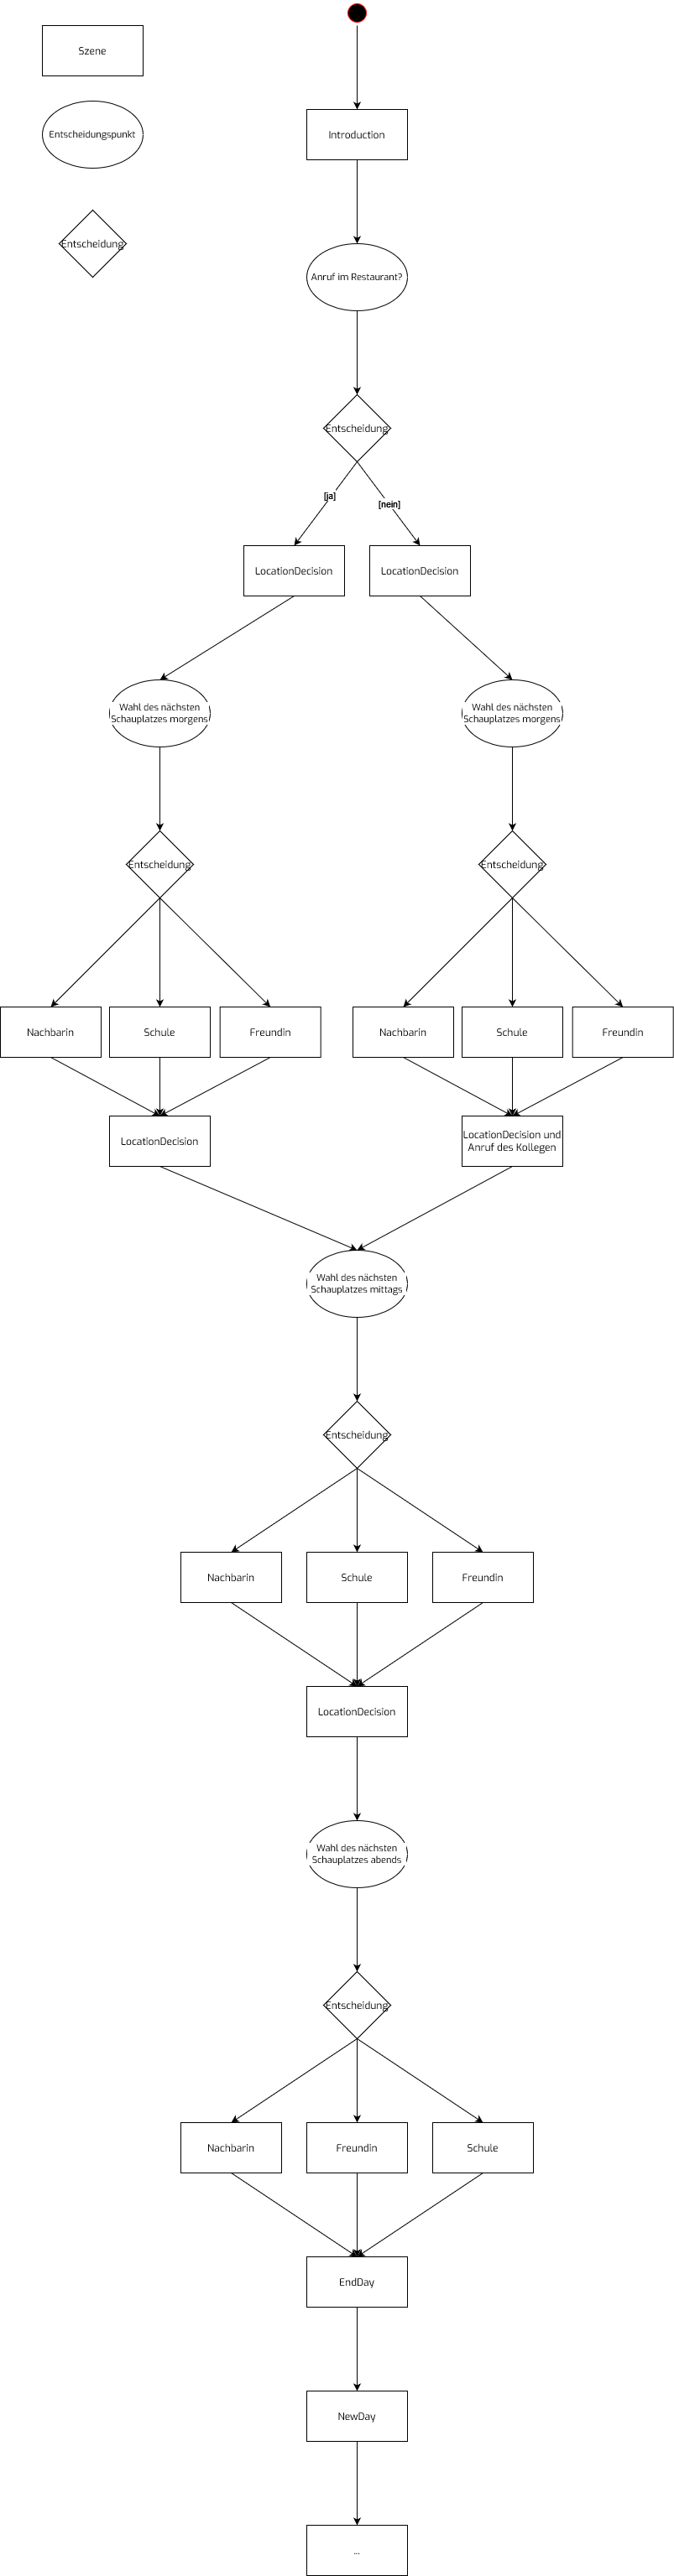 Szene
Entscheidungspunkt
Entscheidung
Introduction
Anruf im Restaurant?
Entscheidung
[ja]
[nein]
LocationDecision
LocationDecision
Wahl des nächsten
Schauplatzes morgens
Wahl des nächsten
Schauplatzes morgens
Entscheidung
Entscheidung
Nachbarin
Schule
Freundin
Nachbarin
Schule
Freundin
LocationDecision
LocationDecision und
Anruf des Kollegen
Wahl des nächsten
Schauplatzes mittags
Entscheidung
Nachbarin
Schule
Freundin
LocationDecision
Wahl des nächsten
Schauplatzes abends
Entscheidung
Nachbarin
Freundin
Schule
EndDay
NewDay
...